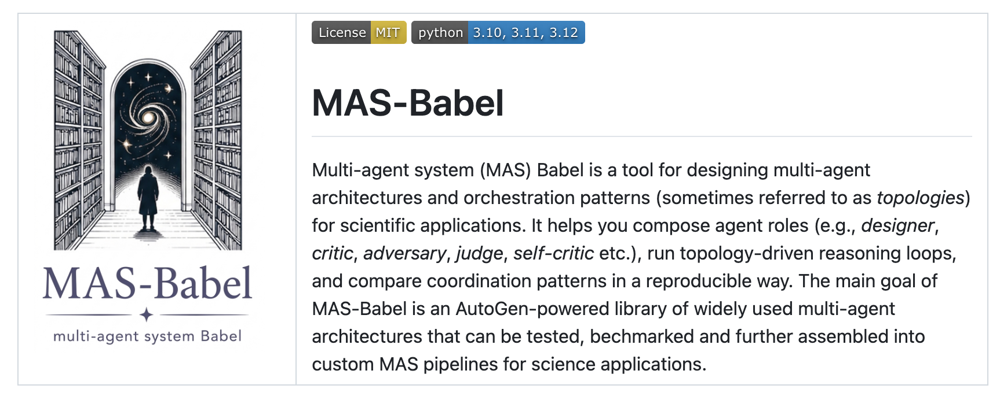 MAS-Babel
multi-agent system Babel
License MIT python 3.10, 3.11, 3.12
MAS-Babel
Multi-agent system (MAS) Babel is a tool for designing multi-agent
architectures and orchestration patterns (sometimes referred to as topologies)
for scientific applications. It helps you compose agent roles (e.g., designer,
critic, adversary, judge, self-critic etc.), run topology-driven reasoning loops,
and compare coordination patterns in a reproducible way. The main goal of
MAS-Babel is an AutoGen-powered library of widely used multi-agent
architectures that can be tested, bechmarked and further assembled into
custom MAS pipelines for science applications.